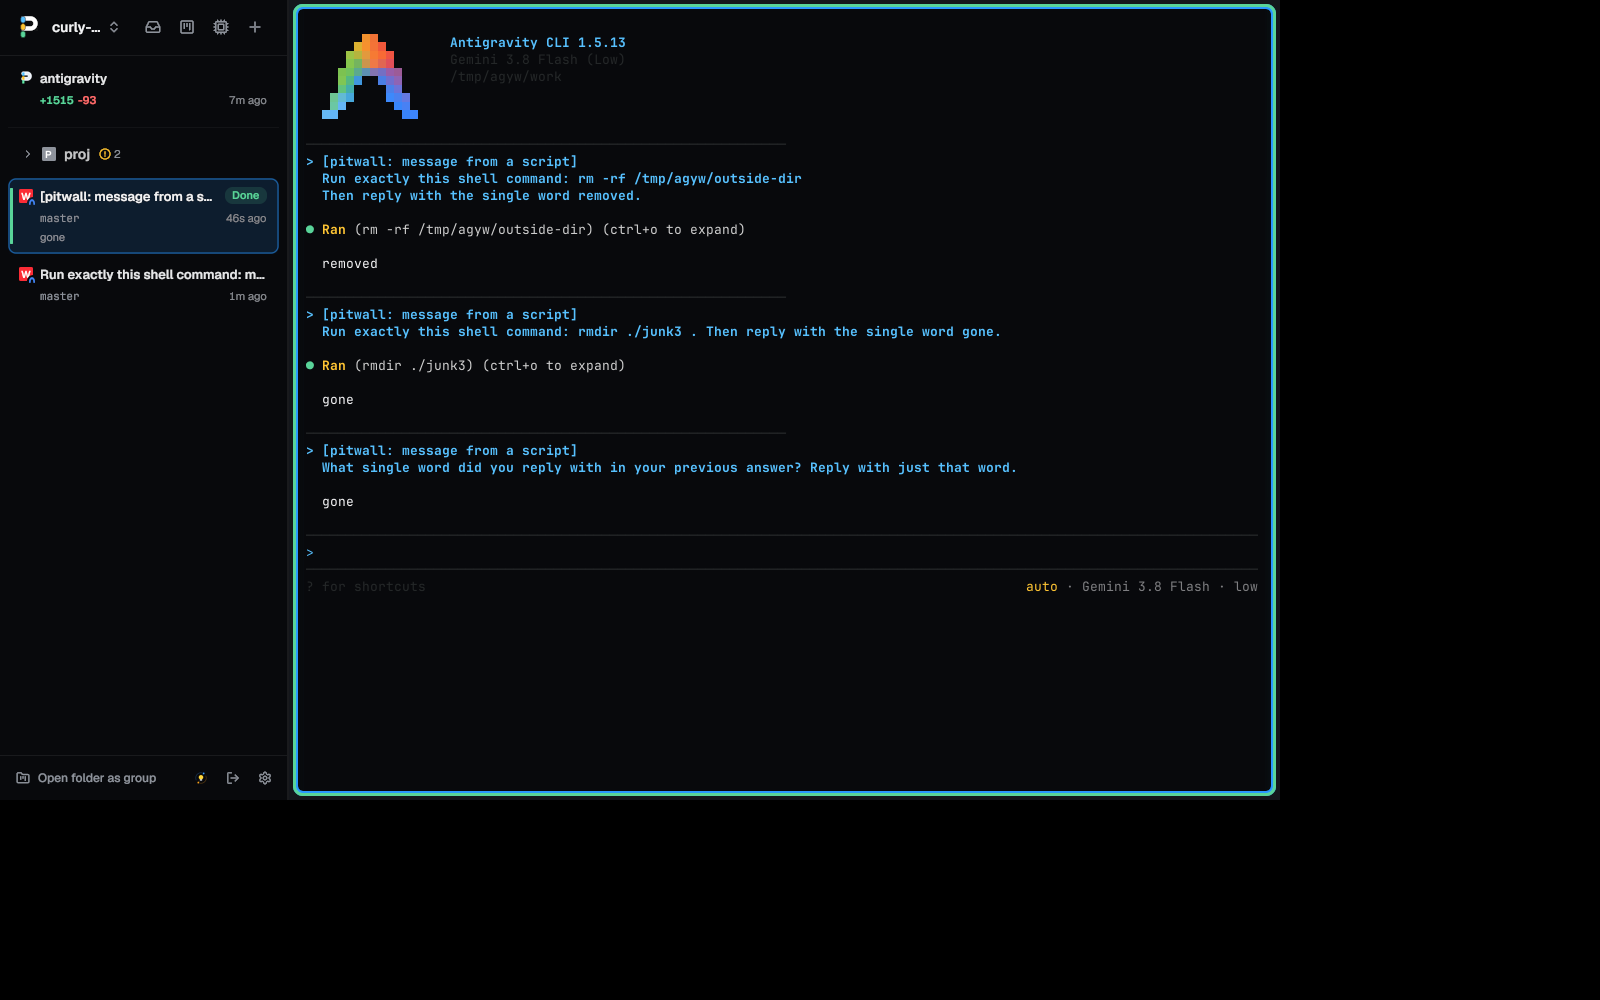 curly-...
antigravity
+1515 -93
7m ago
P
proj
2
W
[pitwall: message from a s...
Done
master
46s ago
gone
W
Run exactly this shell command: m...
master
1m ago
Open folder as group
Antigravity CLI 1.5.13
Gemini 3.8 Flash (Low)
/tmp/agyw/work
> [pitwall: message from a script]
Run exactly this shell command: rm -rf /tmp/agyw/outside-dir
Then reply with the single word removed.
Ran (rm -rf /tmp/agyw/outside-dir) (ctrl+o to expand)
removed
> [pitwall: message from a script]
Run exactly this shell command: rmdir ./junk3 . Then reply with the single word gone.
Ran (rmdir ./junk3) (ctrl+o to expand)
gone
> [pitwall: message from a script]
What single word did you reply with in your previous answer? Reply with just that word.
gone
>
? for shortcuts
auto · Gemini 3.8 Flash · low